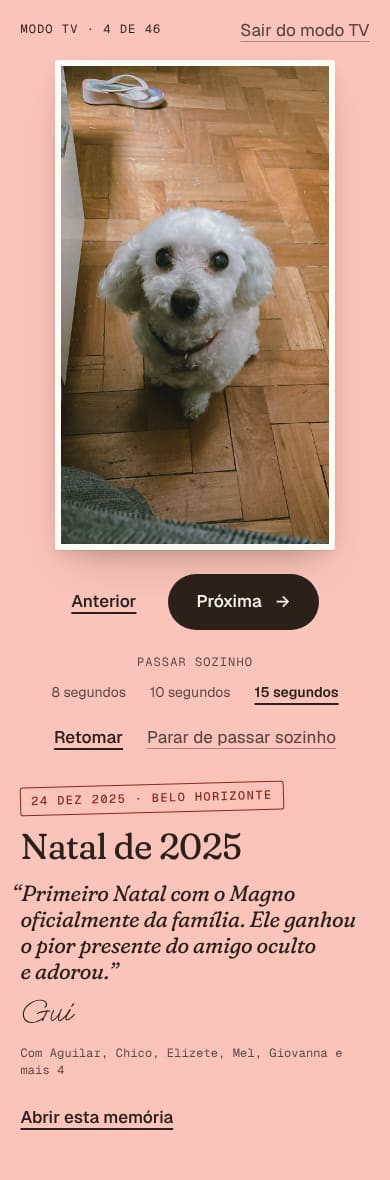 MODO TV · 4 DE 46
Sair do modo TV
Anterior
Próxima →
PASSAR SOZINHO
8 segundos 10 segundos 15 segundos
Retomar Parar de passar sozinho
24 DEZ 2025 · BELO HORIZONTE
Natal de 2025
“Primeiro Natal com o Magno
oficialmente da família. Ele ganhou
o pior presente do amigo oculto
e adorou.”
Gui
Com Aguilar, Chico, Elizete, Mel, Giovanna e
mais 4
Abrir esta memória